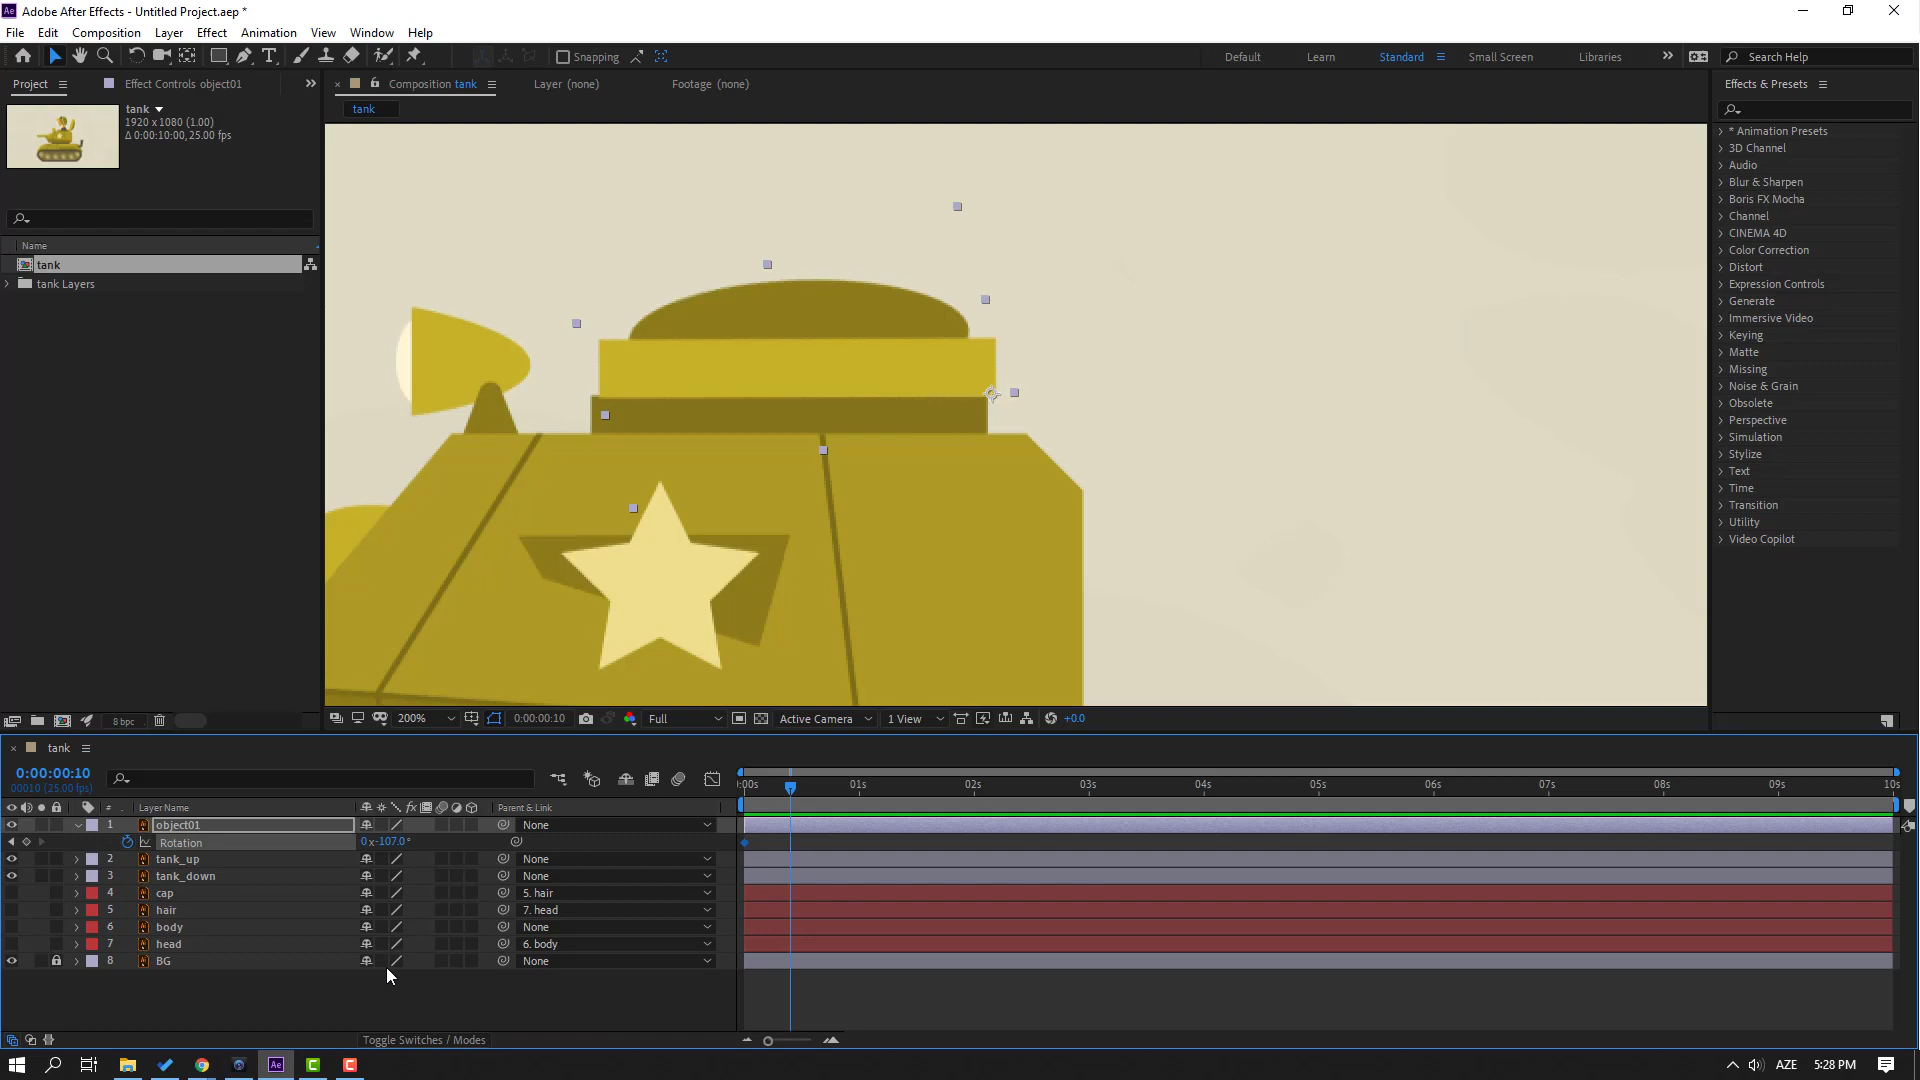 Ae Adobe After Effects - Untitled Project.aep *
File Edit Composition Layer Effect Animation View Window Help
Snapping Default Learn Standard Small Screen Libraries Search Help
Project Effect Controls object01 Composition tank Layer (none) Footage (none) Effects & Presets
tank
1920 x 1080 (1.00)
Δ 0:00:10:00, 25.00 fps
tank
* Animation Presets
3D Channel
Audio
Blur & Sharpen
Boris FX Mocha
Channel
CINEMA 4D
Color Correction
Distort
Expression Controls
Generate
Immersive Video
Keying
Matte
Missing
Noise & Grain
Obsolete
Perspective
Simulation
Stylize
Text
Time
Transition
Utility
Video Copilot
Name
tank
tank Layers
8 bpc
200% 0:00:00:10 Full Active Camera 1 View +0.0
tank
0:00:00:10
00010 (25.00 fps)
:00s 01s 02s 03s 04s 05s 06s 07s 08s 09s 10s
# Layer Name fx Parent & Link
1 object01 None
Rotation 0x-107.0°
2 tank_up None
3 tank_down None
4 cap 5. hair
5 hair 7. head
6 body None
7 head 6. body
8 BG None
Toggle Switches / Modes
Ae AZE 5:28 PM